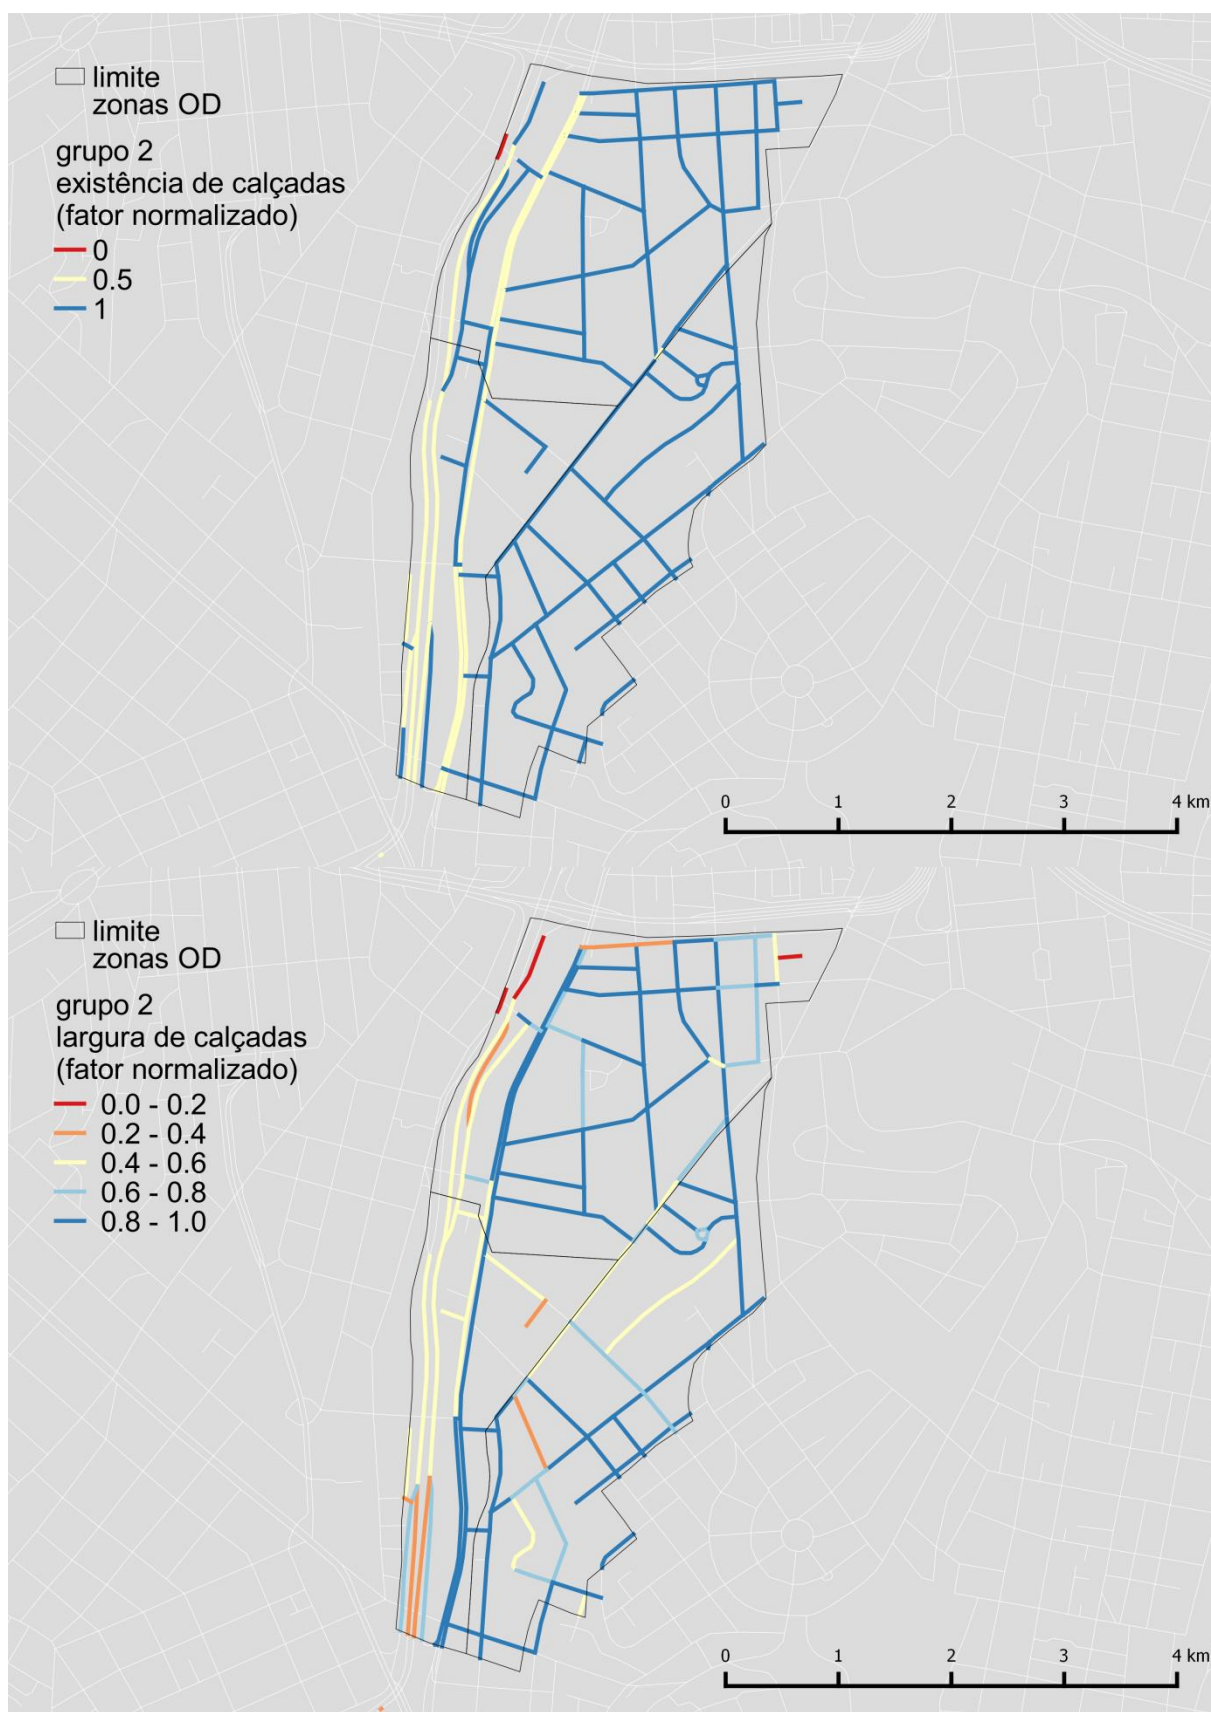 limite
zonas OD
grupo 2
existência de calçadas
(fator normalizado)
0
0.5
1
0 1 2 3 4 km
limite
zonas OD
grupo 2
largura de calçadas
(fator normalizado)
0.0 - 0.2
0.2 - 0.4
0.4 - 0.6
0.6 - 0.8
0.8 - 1.0
0 1 2 3 4 km